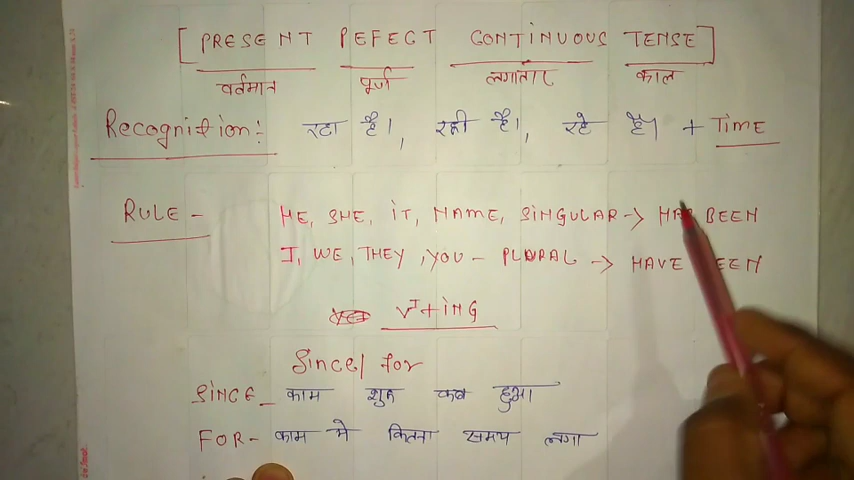 [PRESENT PEFECT CONTINUOUS TENSE]
वर्तमान पूर्ण लगातार काल
Recognition: रहा है।, रही है।, रहे है। + TIME
RULE - HE, SHE, IT, NAME, SINGULAR -> HAS BEEN
I, WE, THEY, YOU - PLURAL -> HAVE BEEN
V^I + ING
Since/ for
SINCE - काम शुरू कब हुआ
FOR - काम मे कितना समय लगा